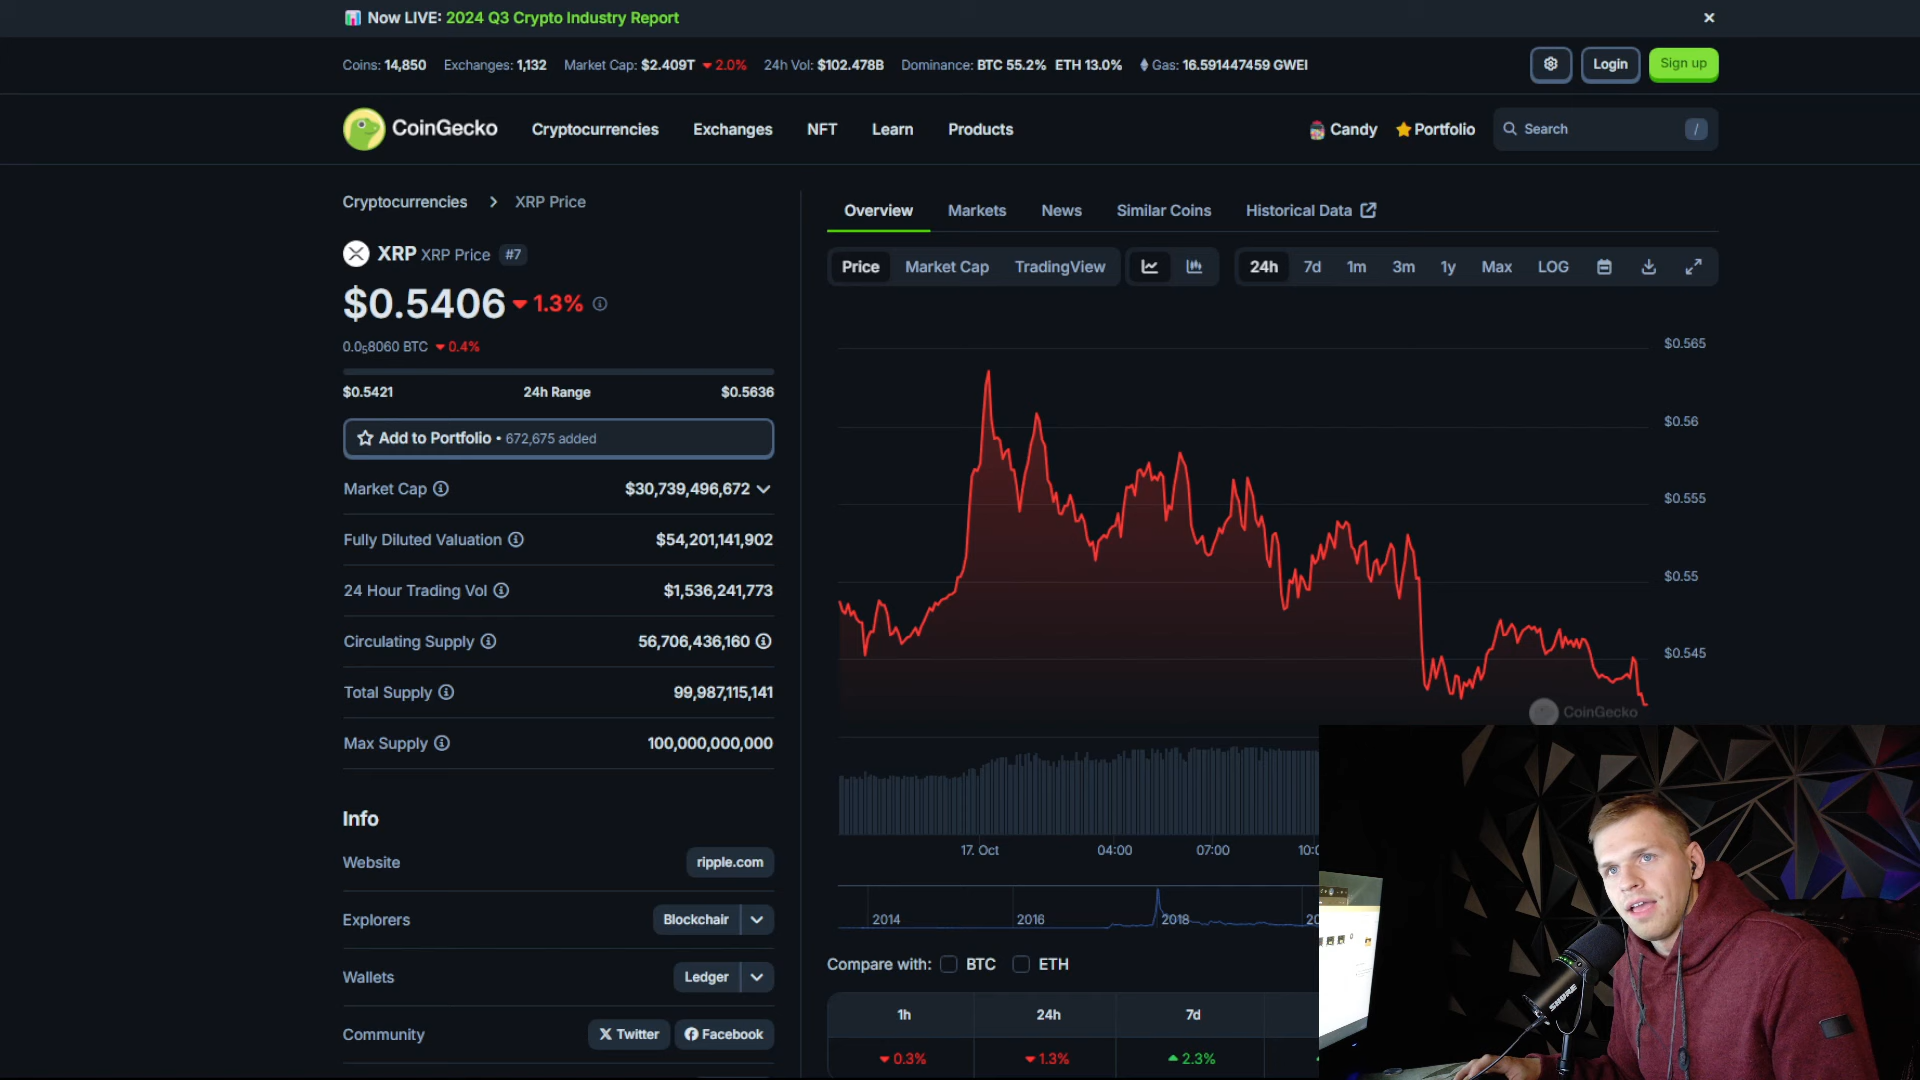 Now LIVE: 2024 Q3 Crypto Industry Report
Coins: 14,850 Exchanges: 1,132 Market Cap: $2.409T 2.0% 24h Vol: $102.478B Dominance: BTC 55.2% ETH 13.0% Gas: 16.591447459 GWEI
Login
Sign up
CoinGecko
Cryptocurrencies Exchanges NFT Learn Products
Candy Portfolio Search /
Cryptocurrencies > XRP Price
XRP XRP Price #7
$0.5406 1.3%
0.0₅8060 BTC 0.4%
$0.5421 24h Range $0.5636
Add to Portfolio • 672,675 added
Market Cap $30,739,496,672
Fully Diluted Valuation $54,201,141,902
24 Hour Trading Vol $1,536,241,773
Circulating Supply 56,706,436,160
Total Supply 99,987,115,141
Max Supply 100,000,000,000
Info
Website ripple.com
Explorers Blockchair
Wallets Ledger
Community Twitter Facebook
Overview Markets News Similar Coins Historical Data
Price Market Cap TradingView 24h 7d 1m 3m 1y Max LOG
$0.565
$0.56
$0.555
$0.55
$0.545
CoinGecko
17. Oct 04:00 07:00
2014 2016 2018
Compare with: BTC ETH
1h 24h 7d
0.3% 1.3% 2.3%
SHURE